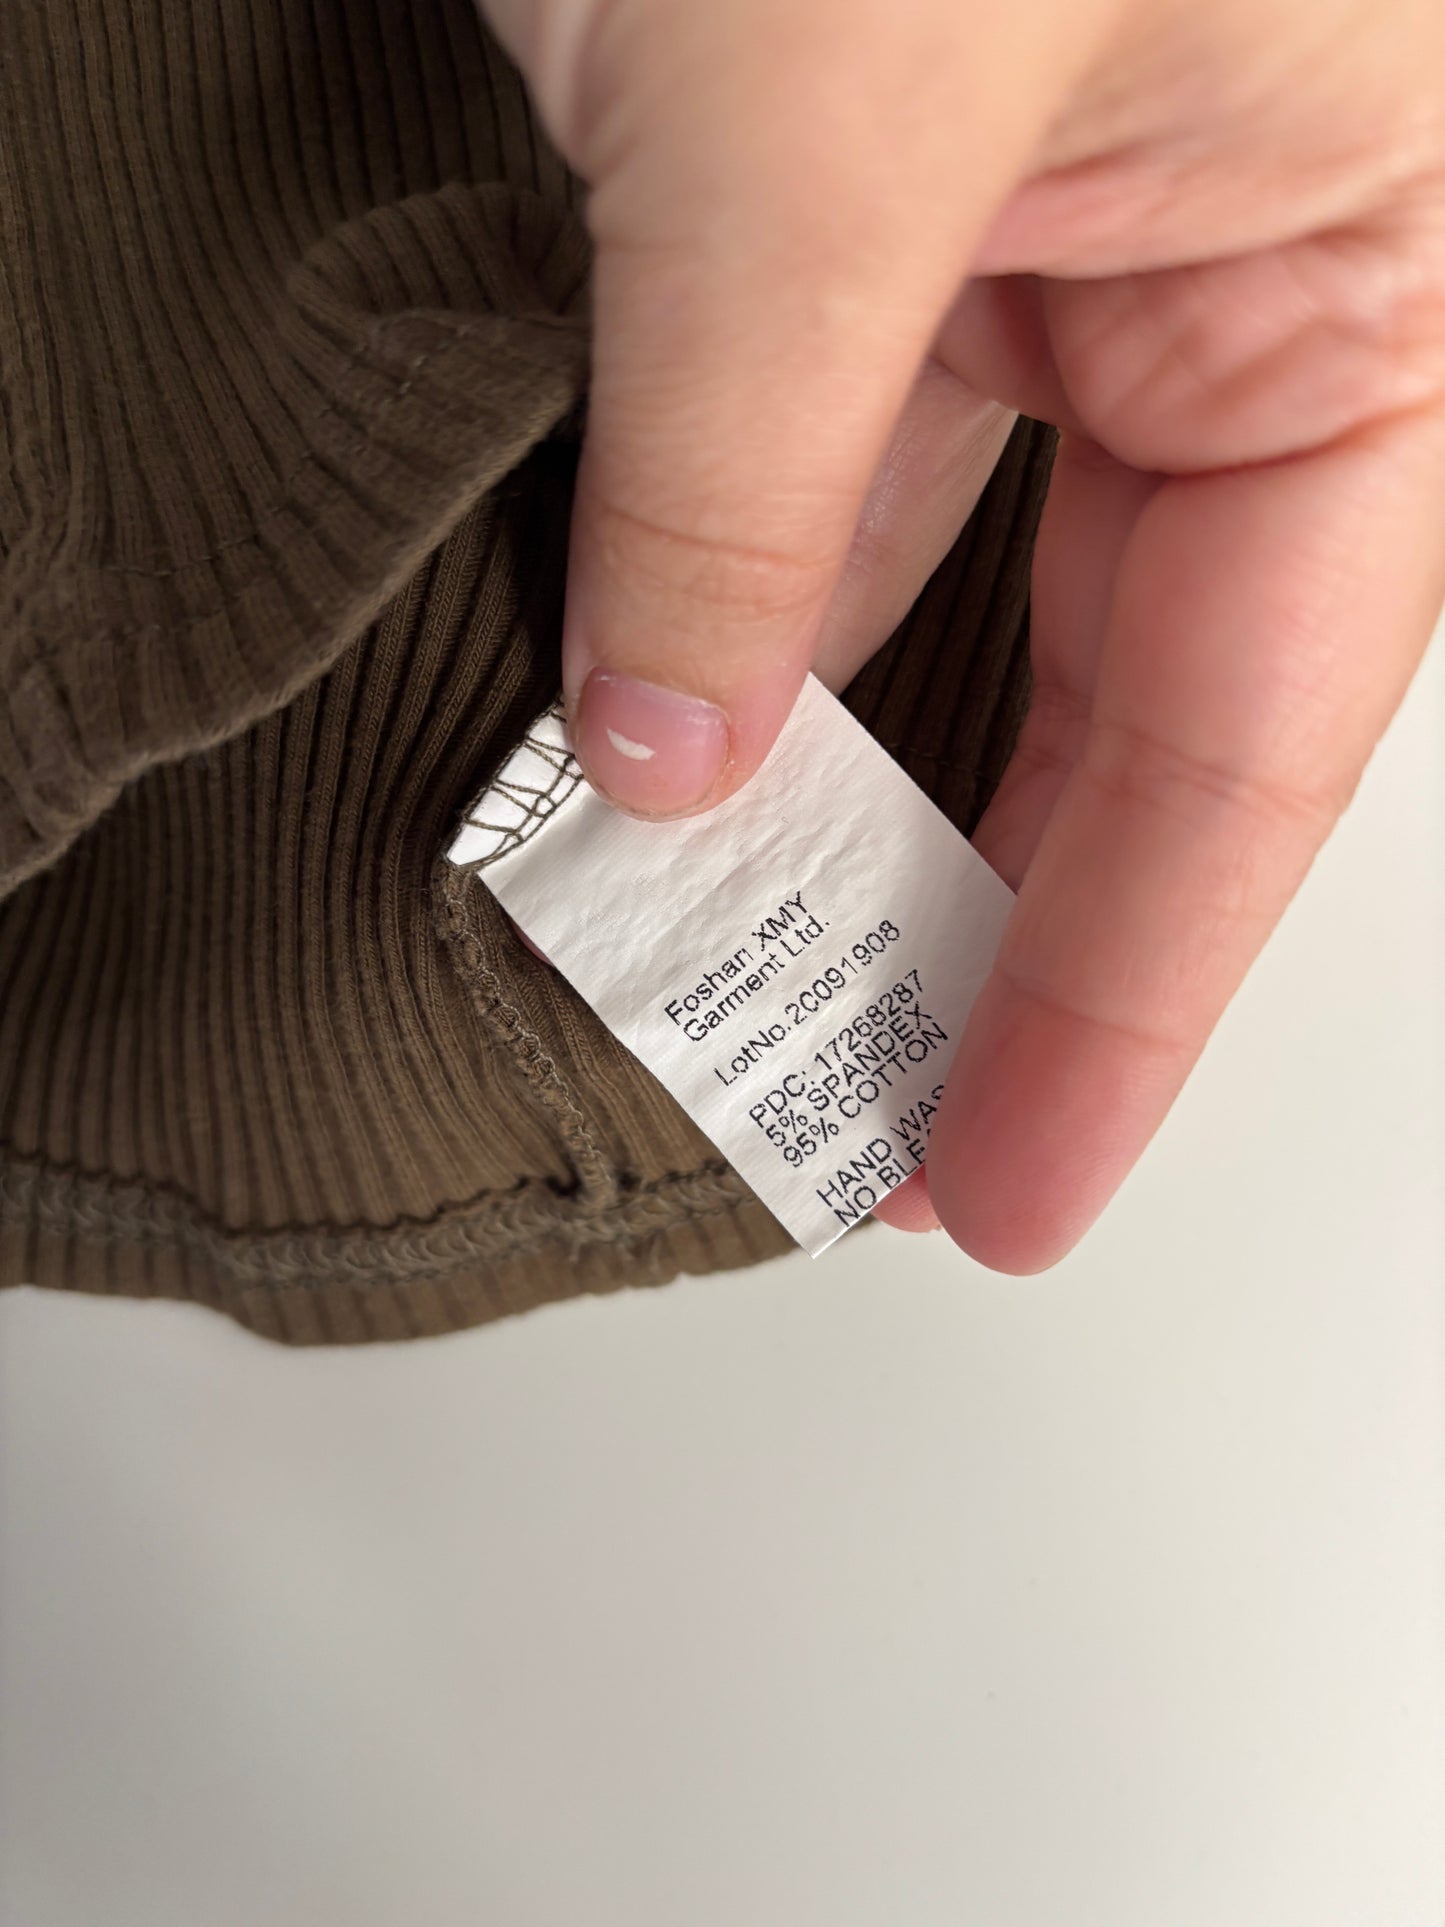 Foshan XMY
Garment Ltd.
LotNo. 20091908
PDC: 17268287
5% SPANDEX
95% COTTON
HAND
NO